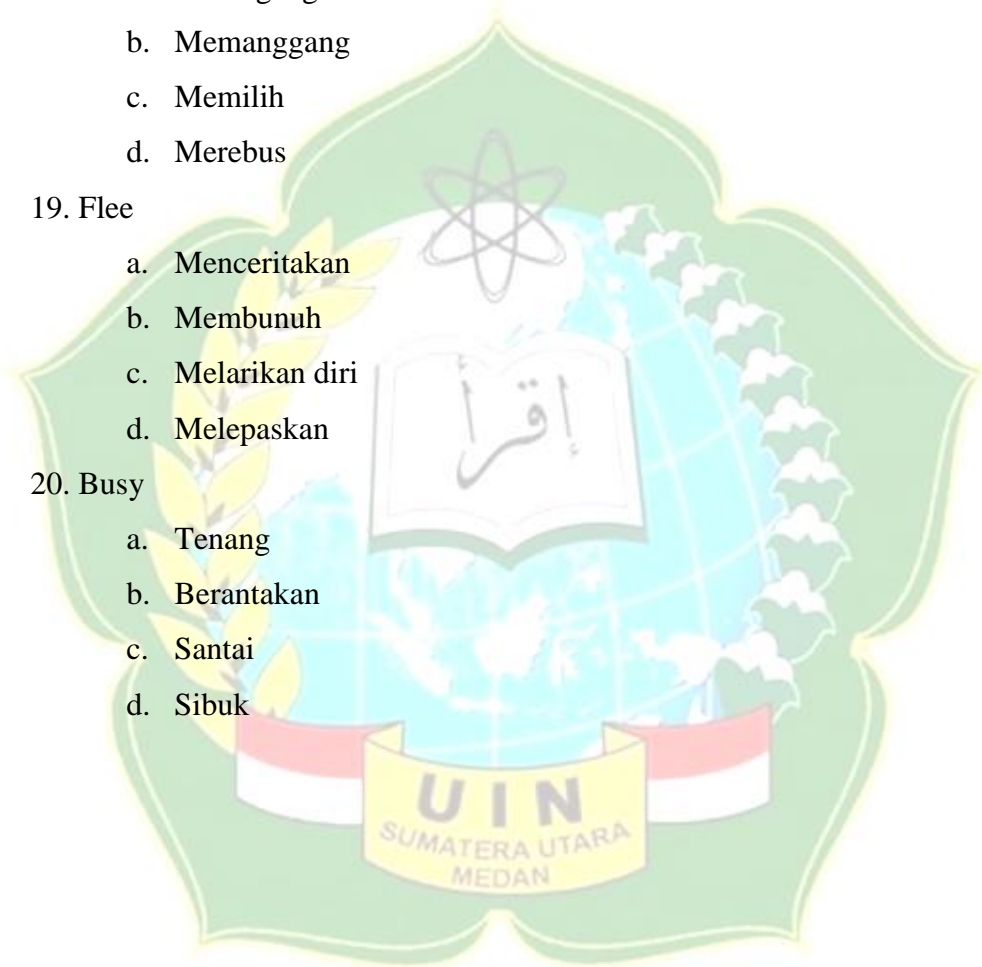 b. Memanggang
c. Memilih
d. Merebus
19. Flee
a. Menceritakan
b. Membunuh
c. Melarikan diri
d. Melepaskan
إقرأ
20. Busy
a. Tenang
b. Berantakan
c. Santai
d. Sibuk
UIN
SUMATERA UTARA
MEDAN